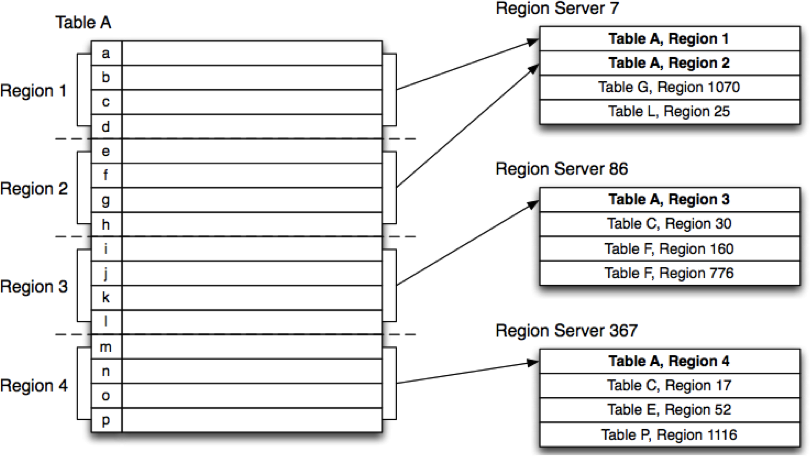 Table A
a
b
c
d
e
f
g
h
i
j
k
l
m
n
o
p
Region 1
Region 2
Region 3
Region 4
Region Server 7
Table A, Region 1
Table A, Region 2
Table G, Region 1070
Table L, Region 25
Region Server 86
Table A, Region 3
Table C, Region 30
Table F, Region 160
Table F, Region 776
Region Server 367
Table A, Region 4
Table C, Region 17
Table E, Region 52
Table P, Region 1116